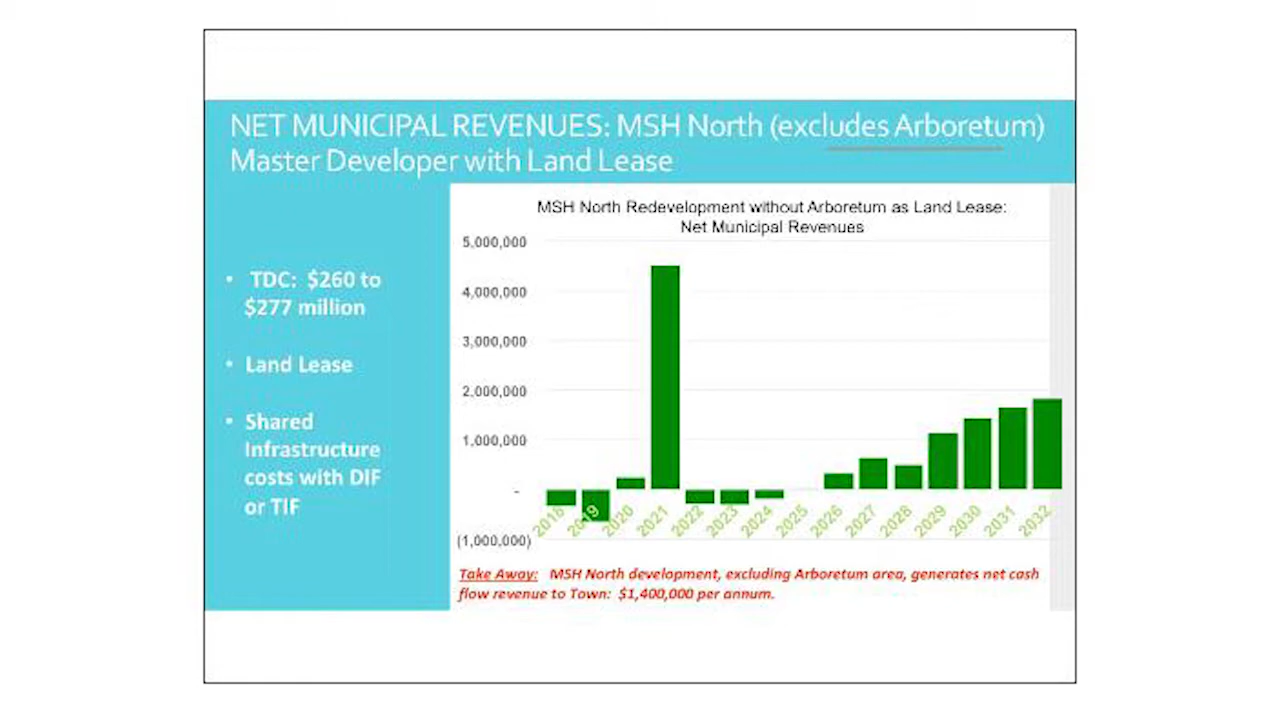 NET MUNICIPAL REVENUES: MSH North (excludes Arboretum)
Master Developer with Land Lease
• TDC: $260 to
$277 million
• Land Lease
• Shared
Infrastructure
costs with DIF
or TIF
MSH North Redevelopment without Arboretum as Land Lease:
Net Municipal Revenues
5,000,000
4,000,000
3,000,000
2,000,000
1,000,000
-
(1,000,000)
2018 2019 2020 2021 2022 2023 2024 2025 2026 2027 2028 2029 2030 2031 2032
Take Away: MSH North development, excluding Arboretum area, generates net cash
flow revenue to Town: $1,400,000 per annum.